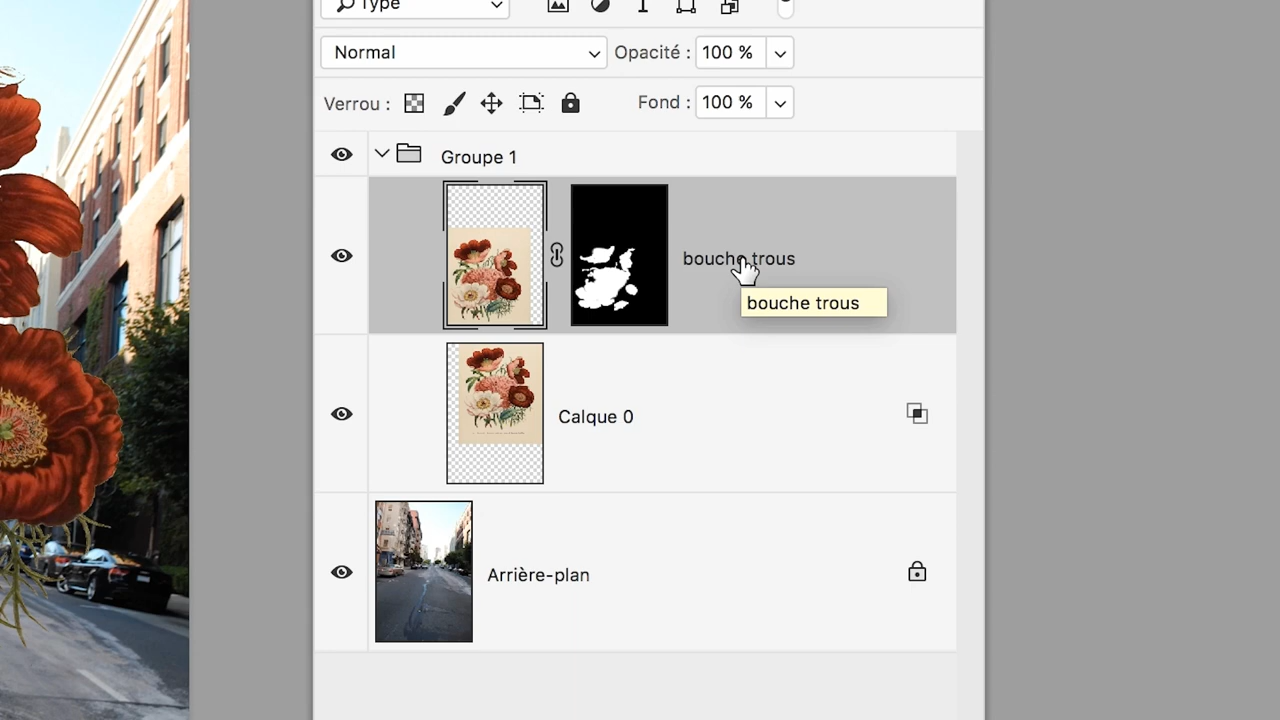 Type
Normal
Opacité : 100 %
Verrou :
Fond : 100 %
Groupe 1
bouche trous
bouche trous
Calque 0
Arrière-plan